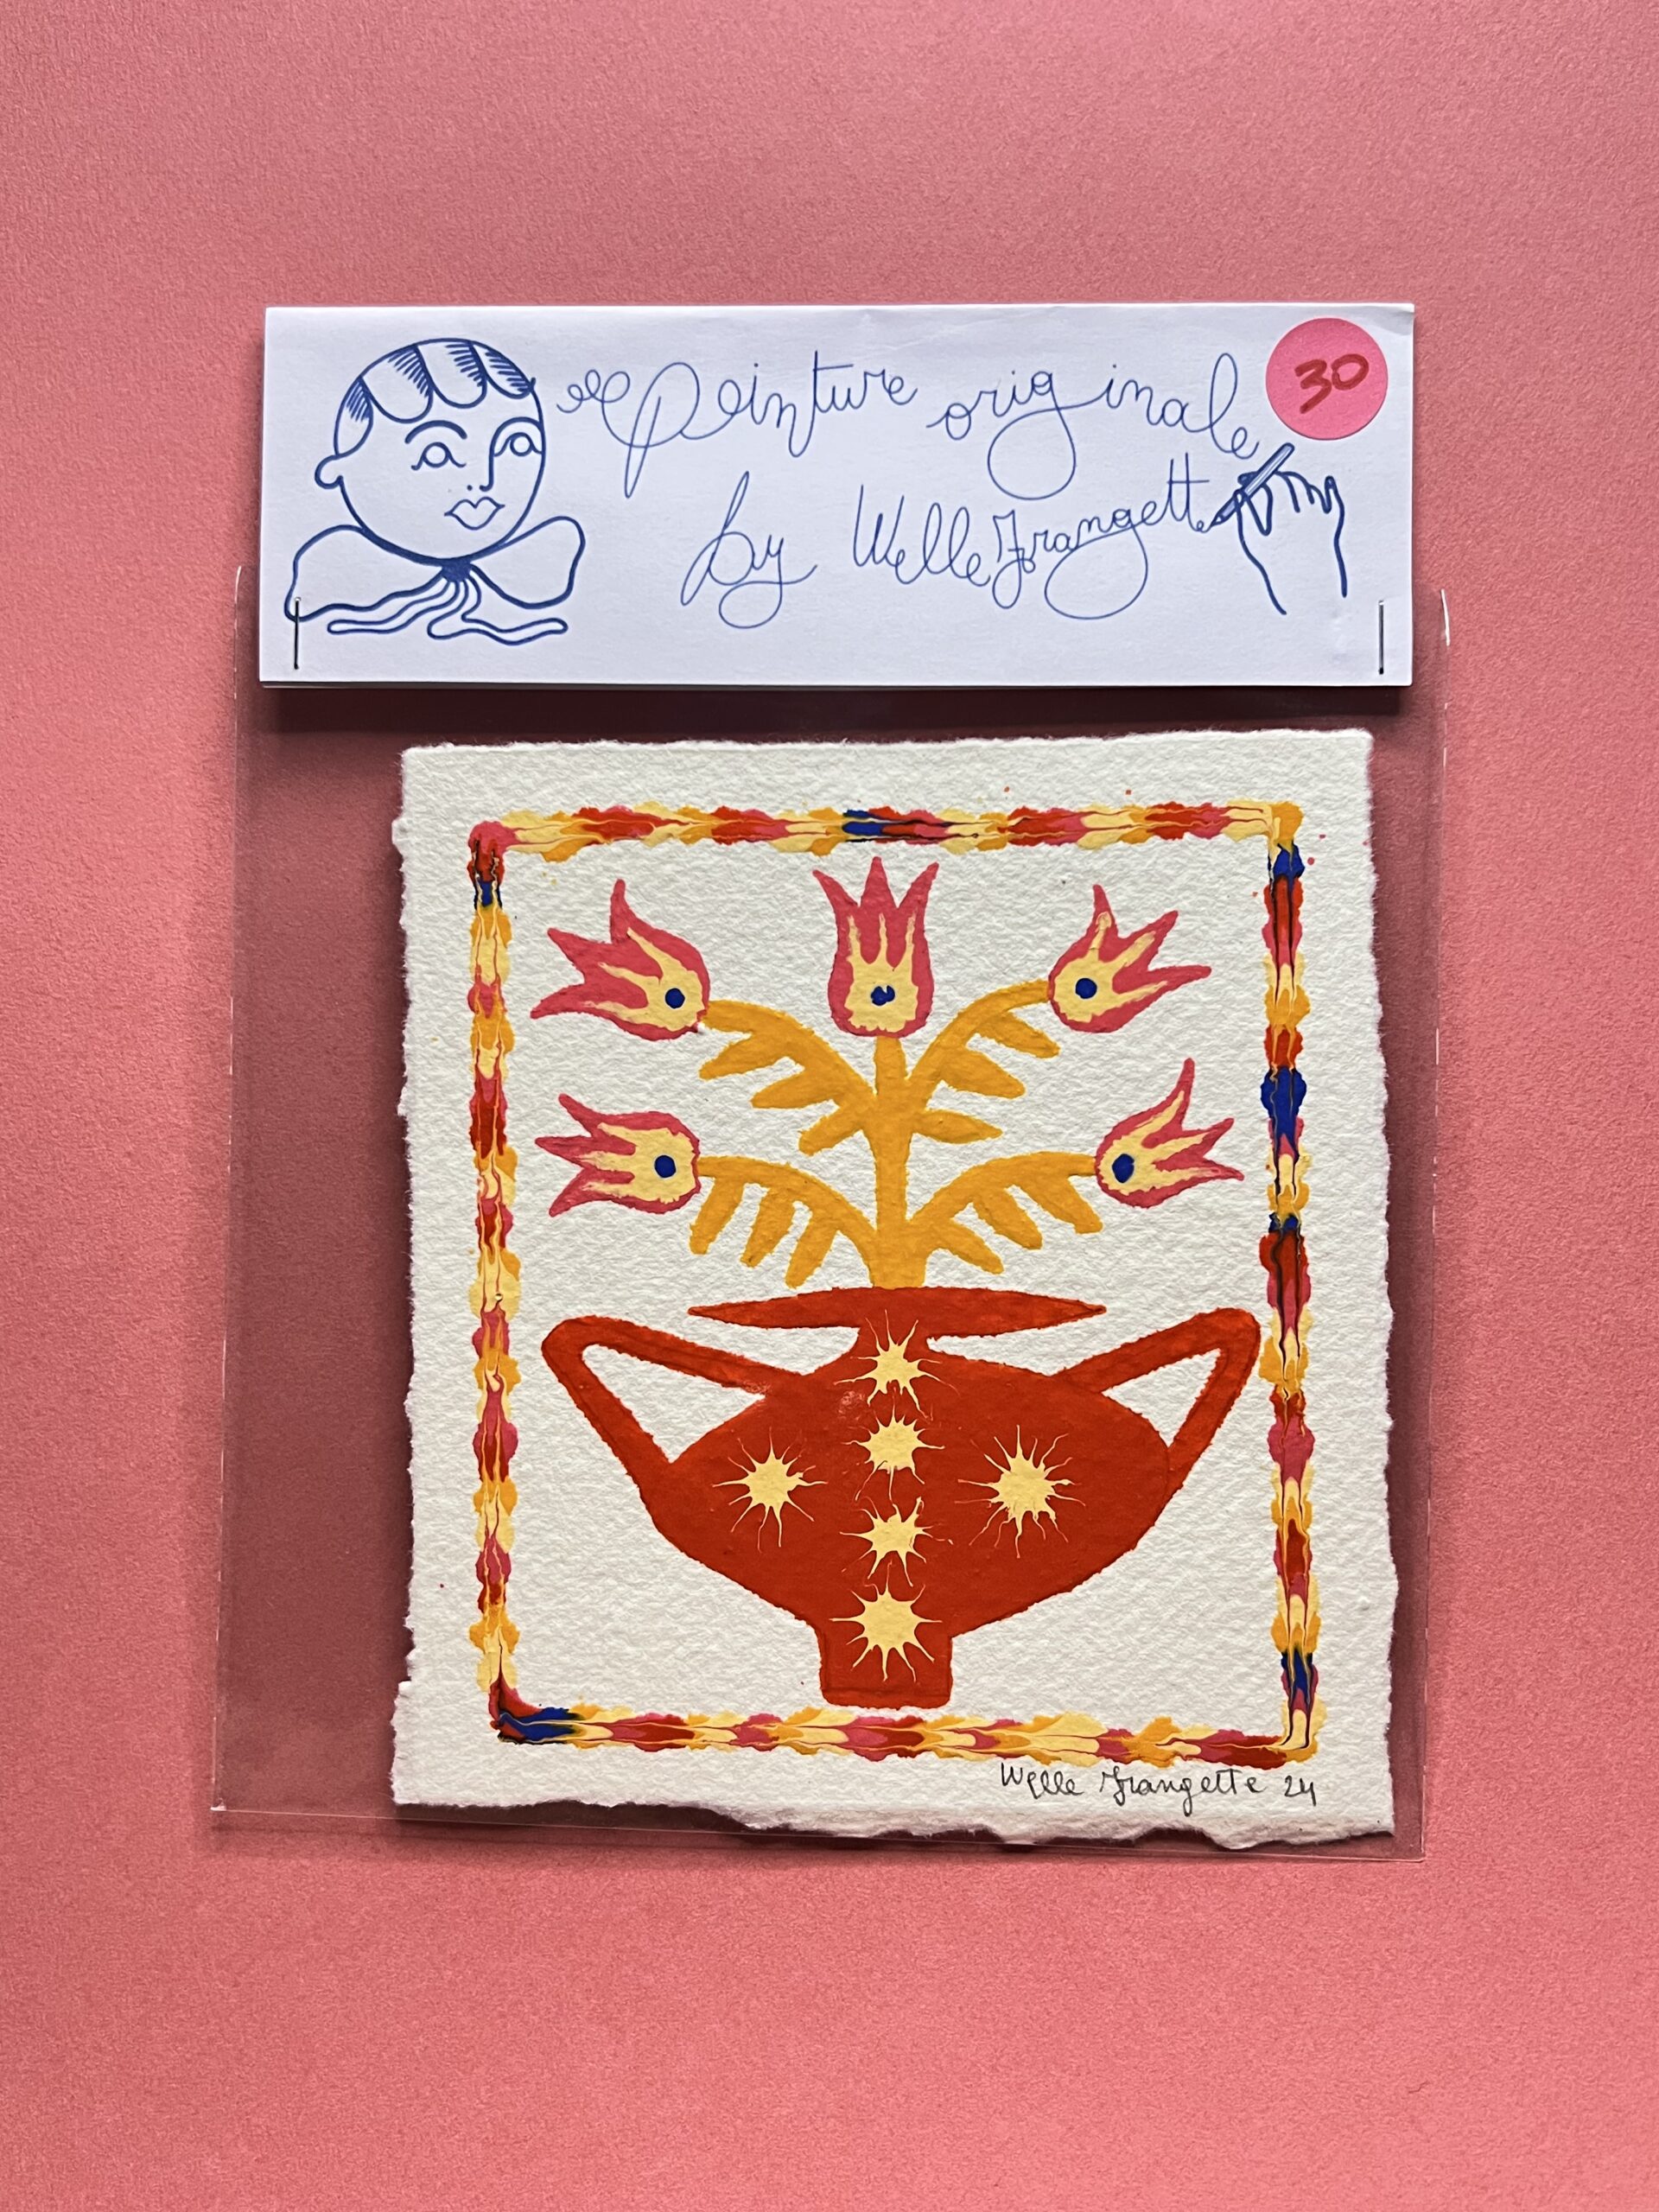 Peinture originale
30
by Welle Frangette
Welle Frangette 24